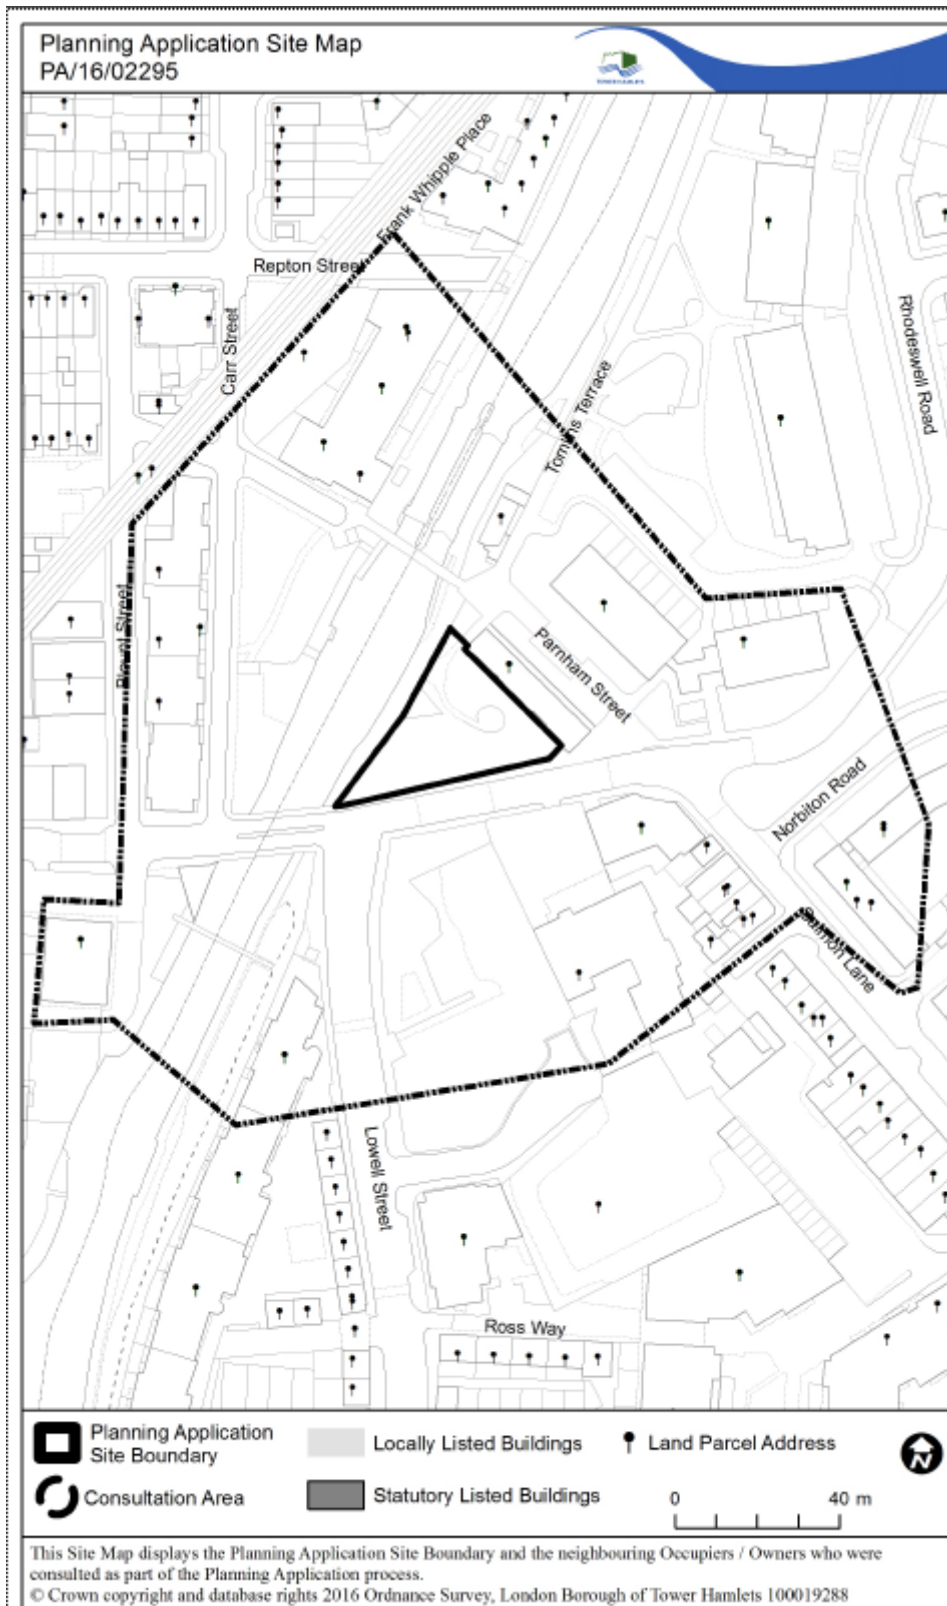 Planning Application Site Map
PA/16/02295
TOWER HAMLETS
Frank Whipple Place
Repton Street
Carr Street
Rhodeswell Road
Tomlins Terrace
Blount Street
Parnham Street
Norbiton Road
Salmon Lane
Lowell Street
Ross Way
Planning Application
Site Boundary
Locally Listed Buildings
Land Parcel Address
N
Consultation Area
Statutory Listed Buildings
0 40 m
This Site Map displays the Planning Application Site Boundary and the neighbouring Occupiers / Owners who were
consulted as part of the Planning Application process.
© Crown copyright and database rights 2016 Ordnance Survey, London Borough of Tower Hamlets 100019288